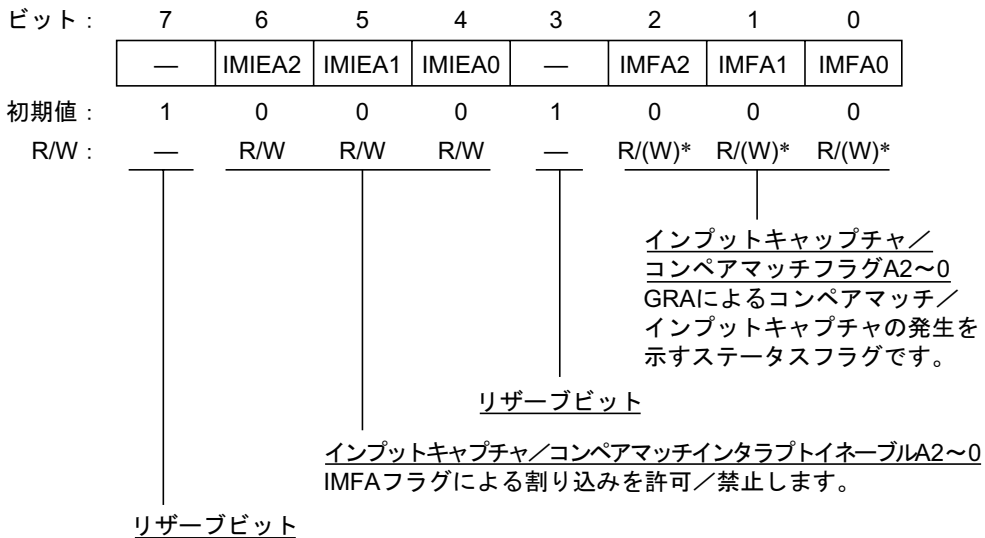 ビット： 7 6 5 4 3 2 1 0
— IMIEA2 IMIEA1 IMIEA0 — IMFA2 IMFA1 IMFA0
初期値： 1 0 0 0 1 0 0 0
R/W： — R/W R/W R/W — R/(W)* R/(W)* R/(W)*
インプットキャップチャ／
コンペアマッチフラグA2～0
GRAによるコンペアマッチ／
インプットキャプチャの発生を
示すステータスフラグです。
リザーブビット
インプットキャプチャ／コンペアマッチインタラプトイネーブルA2～0
IMFAフラグによる割り込みを許可／禁止します。
リザーブビット